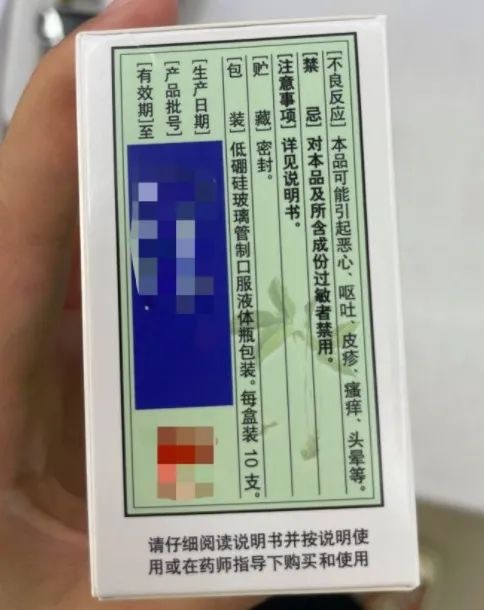 [不良反应] 本品可能引起恶心、呕吐、皮疹、瘙痒、头晕等。
[禁 忌] 对本品及所含成份过敏者禁用。
[注意事项] 详见说明书。
[贮 藏] 密封。
[包 装] 低硼硅玻璃管制口服液体瓶包装。每盒装10支。
[生产日期]
[产品批号]
[有效期]至
请仔细阅读说明书并按说明使
用或在药师指导下购买和使用